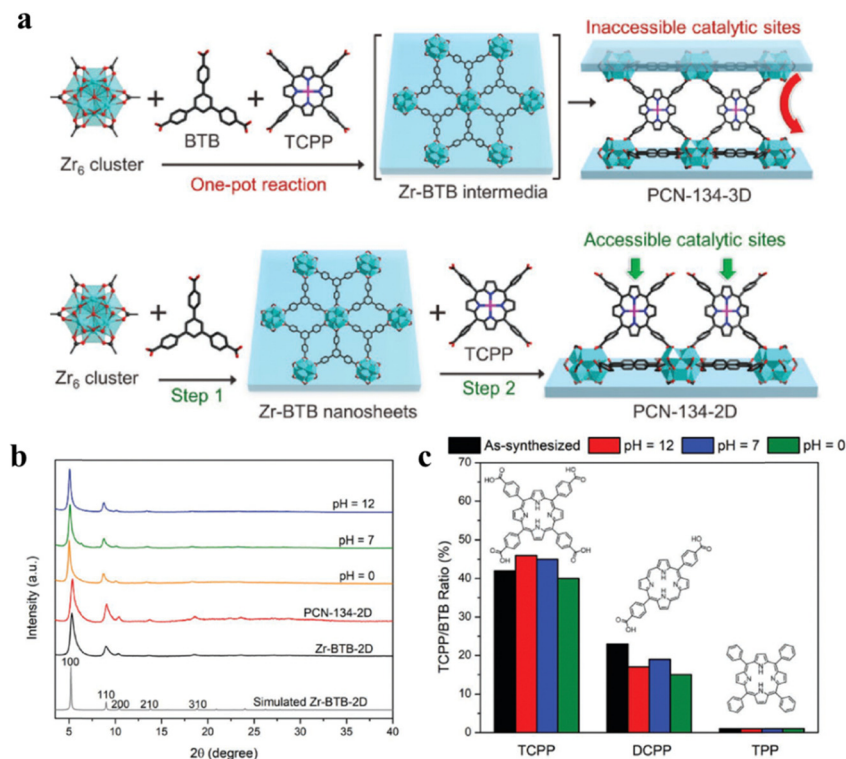 a
Inaccessible catalytic sites
Zr6 cluster
BTB
TCPP
One-pot reaction
Zr-BTB intermedia
PCN-134-3D
Accessible catalytic sites
Zr6 cluster
Step 1
Zr-BTB nanosheets
TCPP
Step 2
PCN-134-2D
b
Intensity (a.u.)
pH = 12
pH = 7
pH = 0
PCN-134-2D
Zr-BTB-2D
100
110
200
210
310
Simulated Zr-BTB-2D
5 10 15 20 25 30 35 40
2θ (degree)
c
As-synthesized
pH = 12
pH = 7
pH = 0
TCPP/BTB Ratio (%)
70
60
50
40
30
20
10
0
TCPP
DCPP
TPP